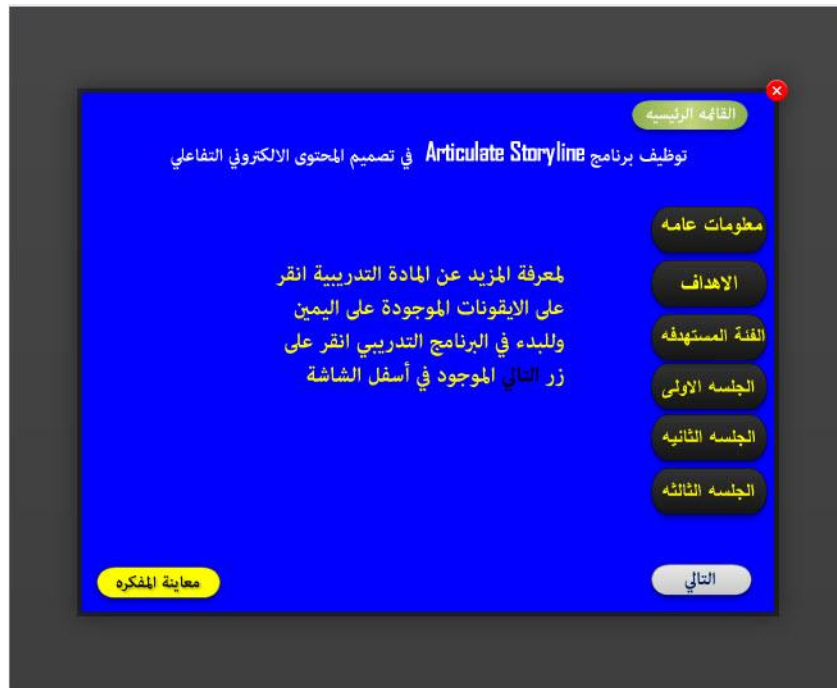 القائمه الرئيسيه
توظيف برنامج Articulate Storyline في تصميم المحتوى الالكتروني التفاعلي
معلومات عامه
الاهداف
الفئة المستهدفه
الجلسه الاولى
الجلسه الثانيه
الجلسه الثالثه
لمعرفة المزيد عن المادة التدريبية انقر
على الايقونات الموجودة على اليمين
وللبدء في البرنامج التدريبي انقر على
زر التالي الموجود في أسفل الشاشة
التالي
معاينة المفكره